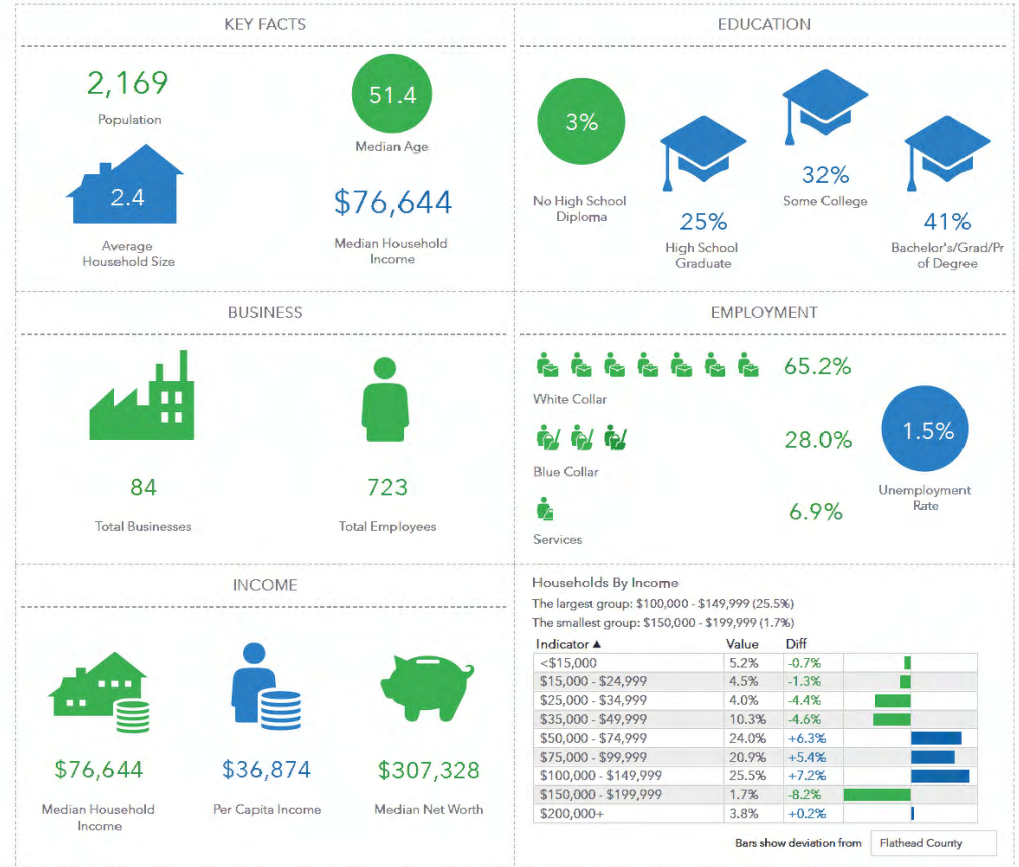 KEY FACTS
2,169
Population
51.4
Median Age
2.4
Average
Household Size
$76,644
Median Household
Income
EDUCATION
3%
No High School
Diploma
25%
High School
Graduate
32%
Some College
41%
Bachelor's/Grad/Pr
of Degree
BUSINESS
84
Total Businesses
723
Total Employees
EMPLOYMENT
65.2%
White Collar
28.0%
Blue Collar
6.9%
Services
1.5%
Unemployment
Rate
INCOME
$76,644
Median Household
Income
$36,874
Per Capita Income
$307,328
Median Net Worth
Households By Income
The largest group: $100,000 - $149,999 (25.5%)
The smallest group: $150,000 - $199,999 (1.7%)
Indicator ▲ Value Diff
<$15,000 5.2% -0.7%
$15,000 - $24,999 4.5% -1.3%
$25,000 - $34,999 4.0% -4.4%
$35,000 - $49,999 10.3% -4.6%
$50,000 - $74,999 24.0% +6.3%
$75,000 - $99,999 20.9% +5.4%
$100,000 - $149,999 25.5% +7.2%
$150,000 - $199,999 1.7% -8.2%
$200,000+ 3.8% +0.2%
Bars show deviation from Flathead County